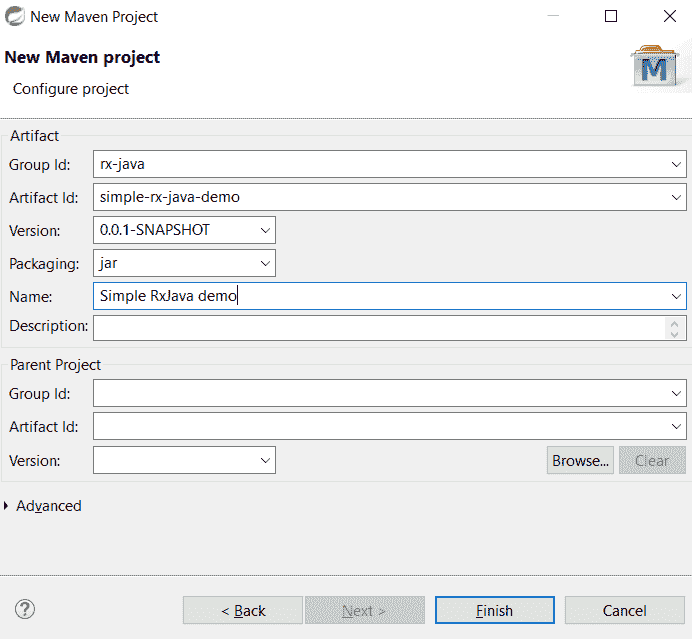 New Maven Project
New Maven project
Configure project
M
Artifact
Group Id: rx-java
Artifact Id: simple-rx-java-demo
Version: 0.0.1-SNAPSHOT
Packaging: jar
Name: Simple RxJava demo
Description:
Parent Project
Group Id:
Artifact Id:
Version: Browse... Clear
Advanced
? < Back Next > Finish Cancel